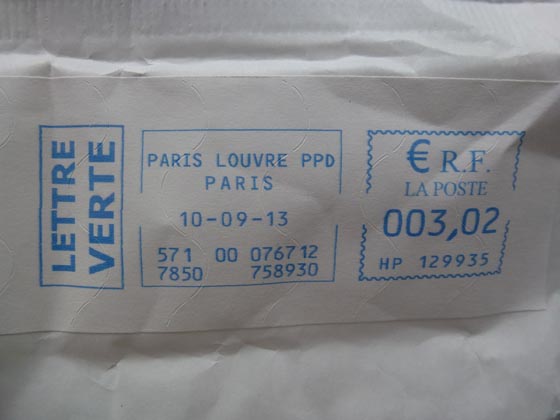 LETTRE
VERTE
PARIS LOUVRE PPD
PARIS
10-09-13
571 00 076712
7850 758930
€ R.F.
LA POSTE
003,02
HP 129935